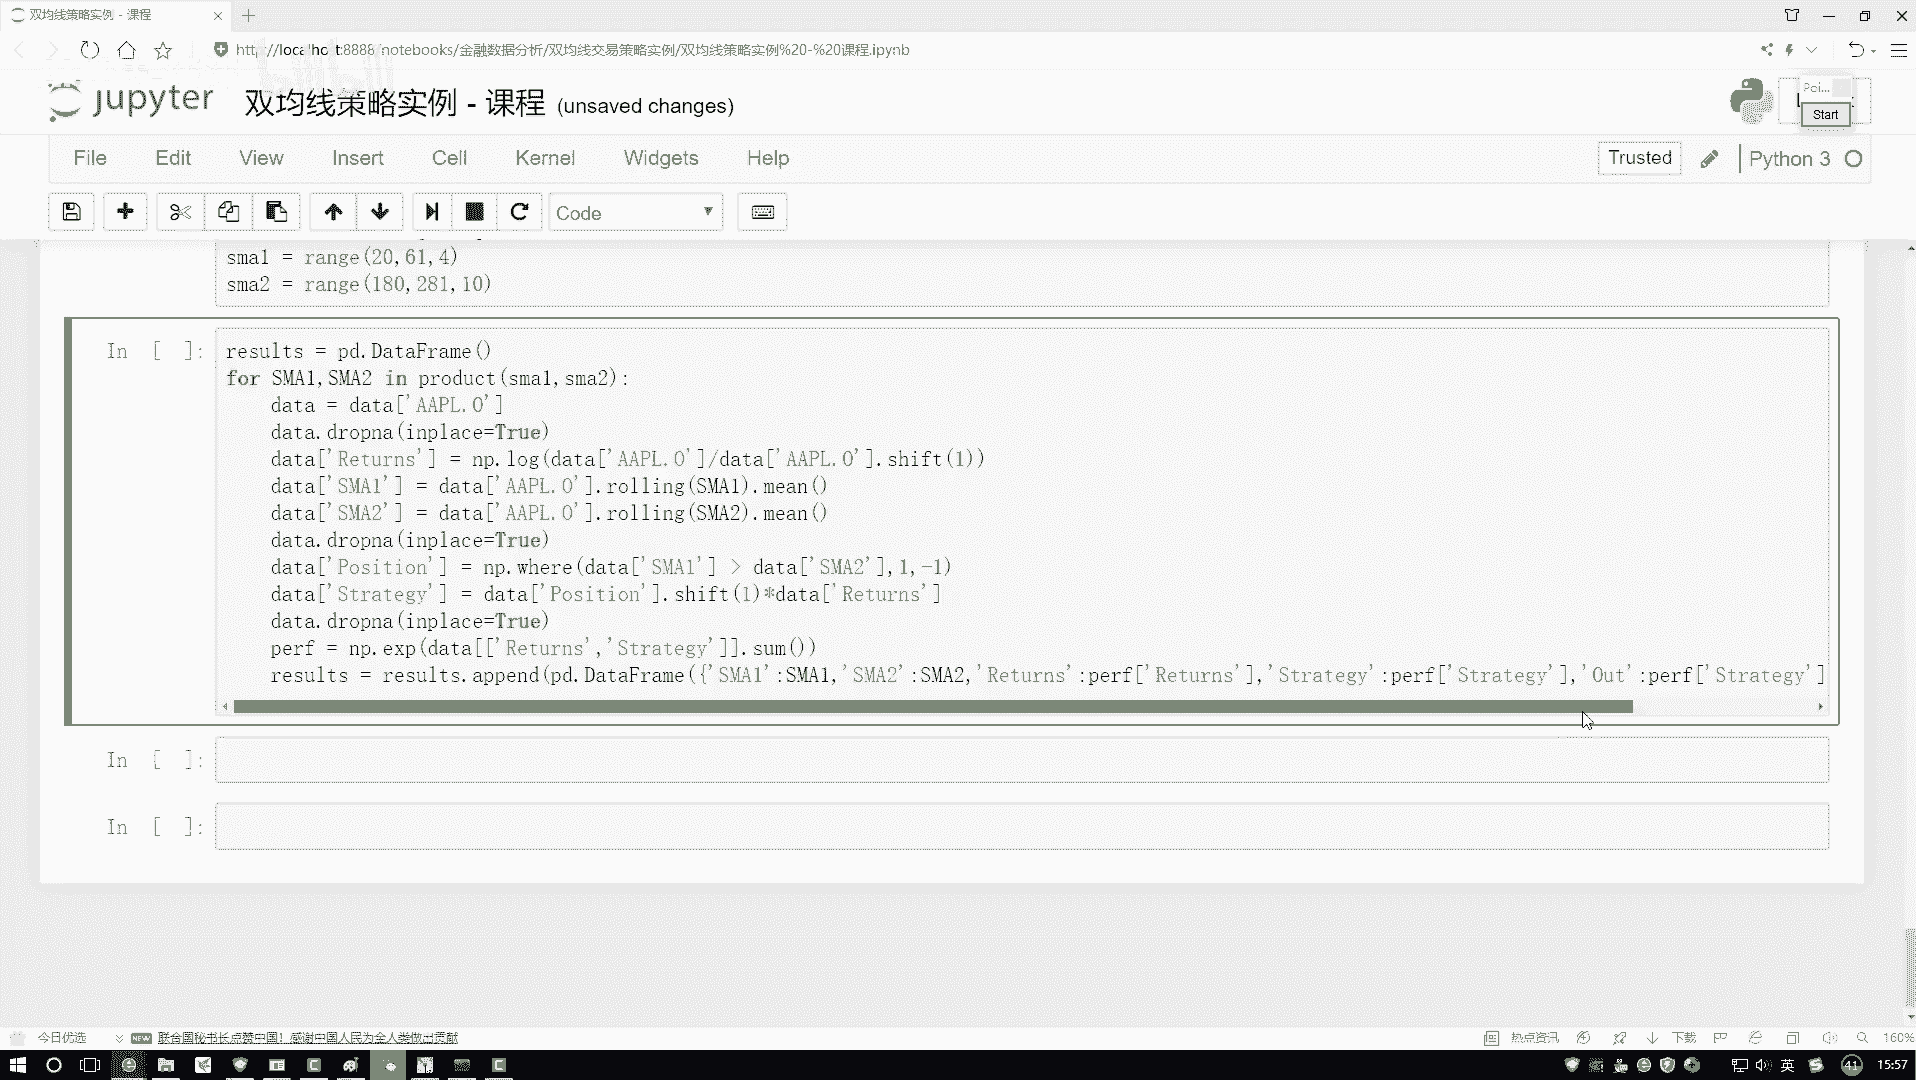 双均线策略实例 - 课程
http://localhost:8888/notebooks/金融数据分析/双均线交易策略实例/双均线策略实例%20-%20课程.ipynb
jupyter 双均线策略实例 - 课程 (unsaved changes)
Poi...
Start
File Edit View Insert Cell Kernel Widgets Help
Trusted
Python 3
Code
sma1 = range(20,61,4)
sma2 = range(180,281,10)
In [ ]:
results = pd.DataFrame()
for SMA1,SMA2 in product(sma1,sma2):
data = data['AAPL.O']
data.dropna(inplace=True)
data['Returns'] = np.log(data['AAPL.O']/data['AAPL.O'].shift(1))
data['SMA1'] = data['AAPL.O'].rolling(SMA1).mean()
data['SMA2'] = data['AAPL.O'].rolling(SMA2).mean()
data.dropna(inplace=True)
data['Position'] = np.where(data['SMA1'] > data['SMA2'],1,-1)
data['Strategy'] = data['Position'].shift(1)*data['Returns']
data.dropna(inplace=True)
perf = np.exp(data[['Returns','Strategy']].sum())
results = results.append(pd.DataFrame({'SMA1':SMA1,'SMA2':SMA2,'Returns':perf['Returns'],'Strategy':perf['Strategy'],'Out':perf['Strategy']
In [ ]:
In [ ]:
今日优选
NEW 联合国秘书长点赞中国！感谢中国人民为全人类做出贡献
热点资讯
下载
160%
英
41
15:57